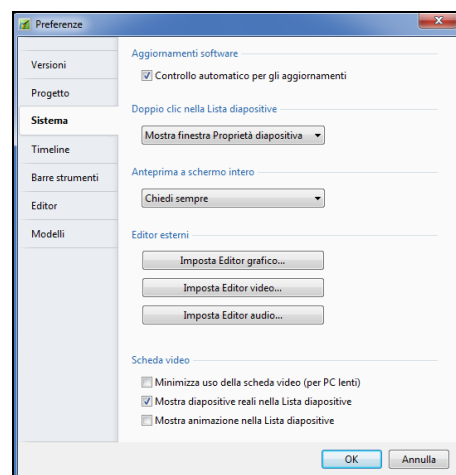 Preferenze
Versioni
Progetto
Sistema
Timeline
Barre strumenti
Editor
Modelli
Aggiornamenti software
Controllo automatico per gli aggiornamenti
Doppio clic nella Lista diapositive
Mostra finestra Proprietà diapositiva
Anteprima a schermo intero
Chiedi sempre
Editor esterni
Imposta Editor grafico...
Imposta Editor video...
Imposta Editor audio...
Scheda video
Minimizza uso della scheda video (per PC lenti)
Mostra diapositive reali nella Lista diapositive
Mostra animazione nella Lista diapositive
OK
Annulla